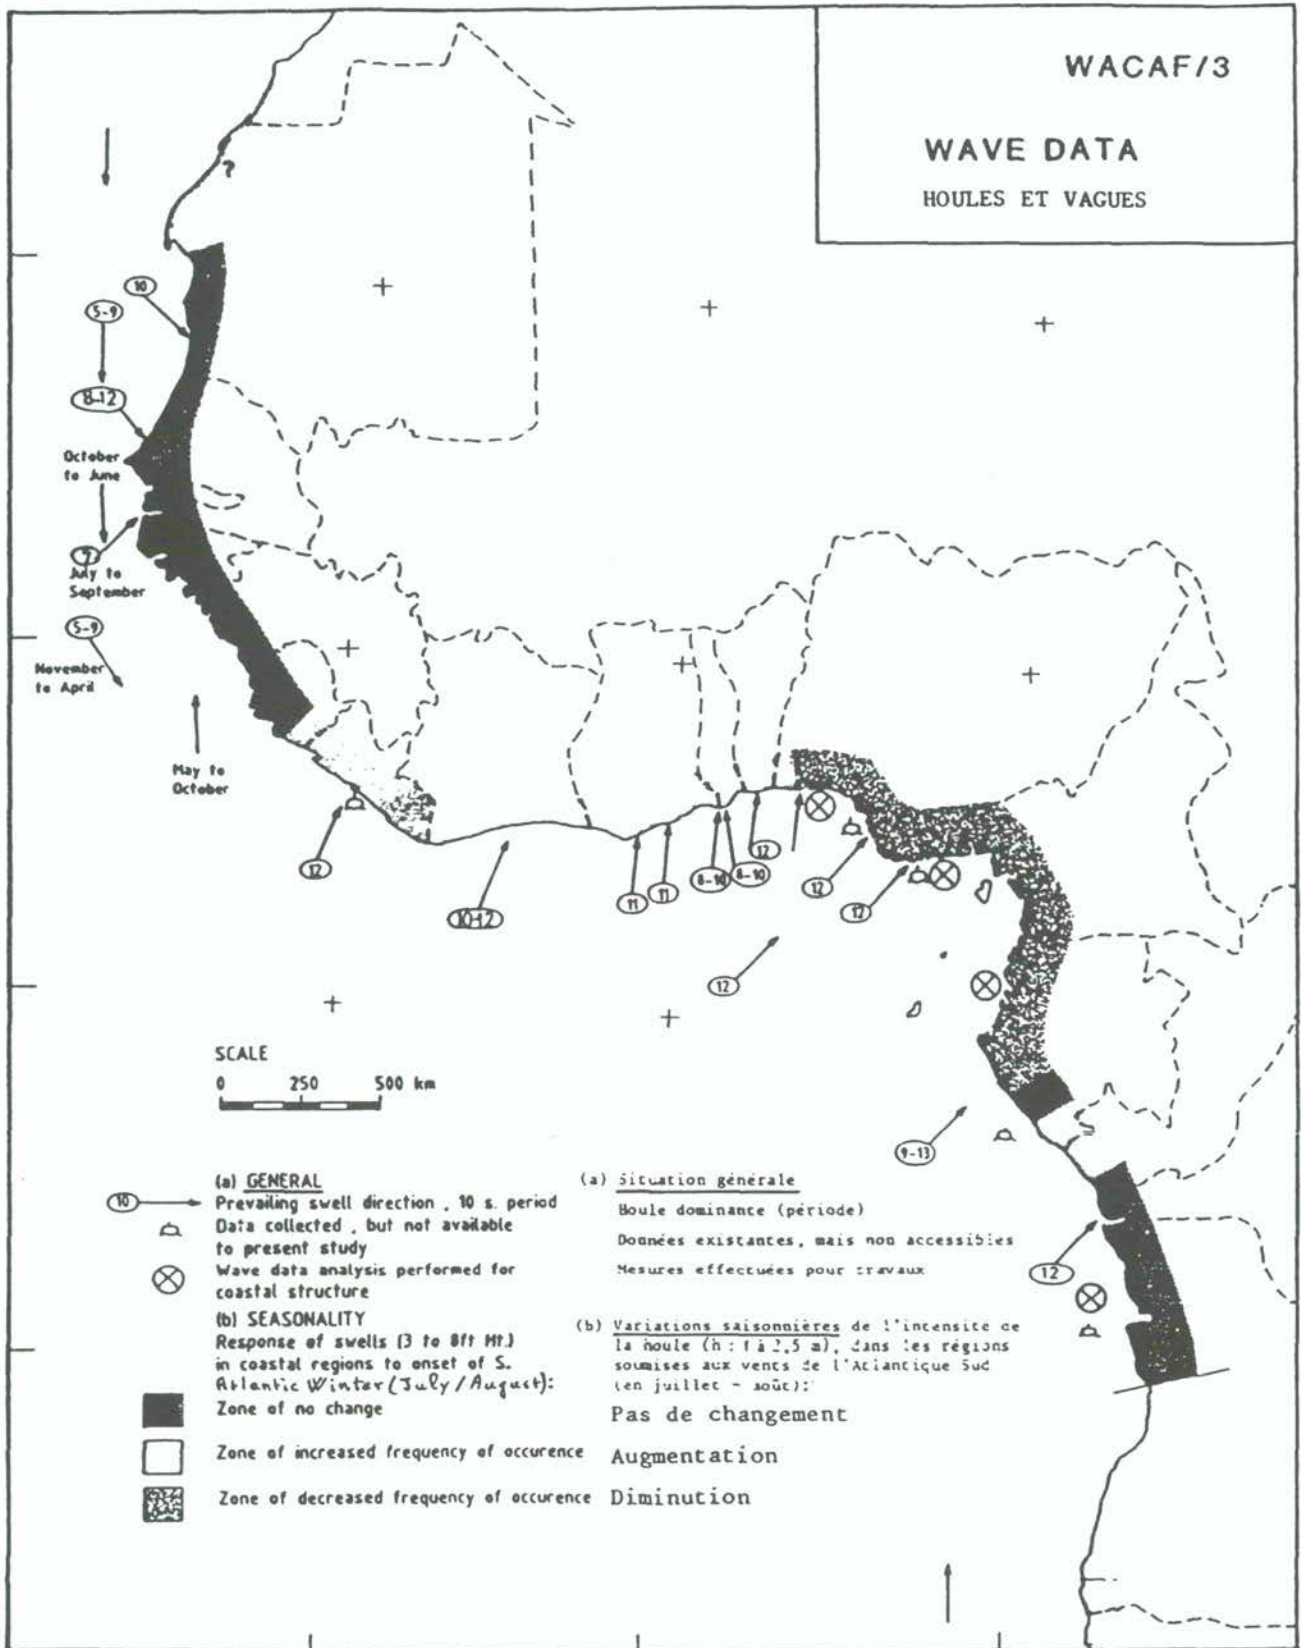 WACAF/3
WAVE DATA
HOULES ET VAGUES
?
10
5-9
8-12
October
to June
July to
September
5-9
November
to April
May to
October
12
10-12
11
11
8-10
8-10
12
12
12
12
9-13
12
SCALE
0 250 500 km
(a) GENERAL
10 Prevailing swell direction, 10 s. period
Data collected, but not available
to present study
Wave data analysis performed for
coastal structure
(b) SEASONALITY
Response of swells (3 to 8ft Ht.)
in coastal regions to onset of S.
Atlantic Winter (July/August):
Zone of no change
Zone of increased frequency of occurence
Zone of decreased frequency of occurence
(a) Situation générale
Houle dominance (période)
Données existantes, mais non accessibles
Mesures effectuées pour travaux
(b) Variations saisonnières de l'intensite de
la houle (h : 1 à 2,5 m), dans les régions
soumises aux vents de l'Atlantique Sud
(en juillet - août):
Pas de changement
Augmentation
Diminution